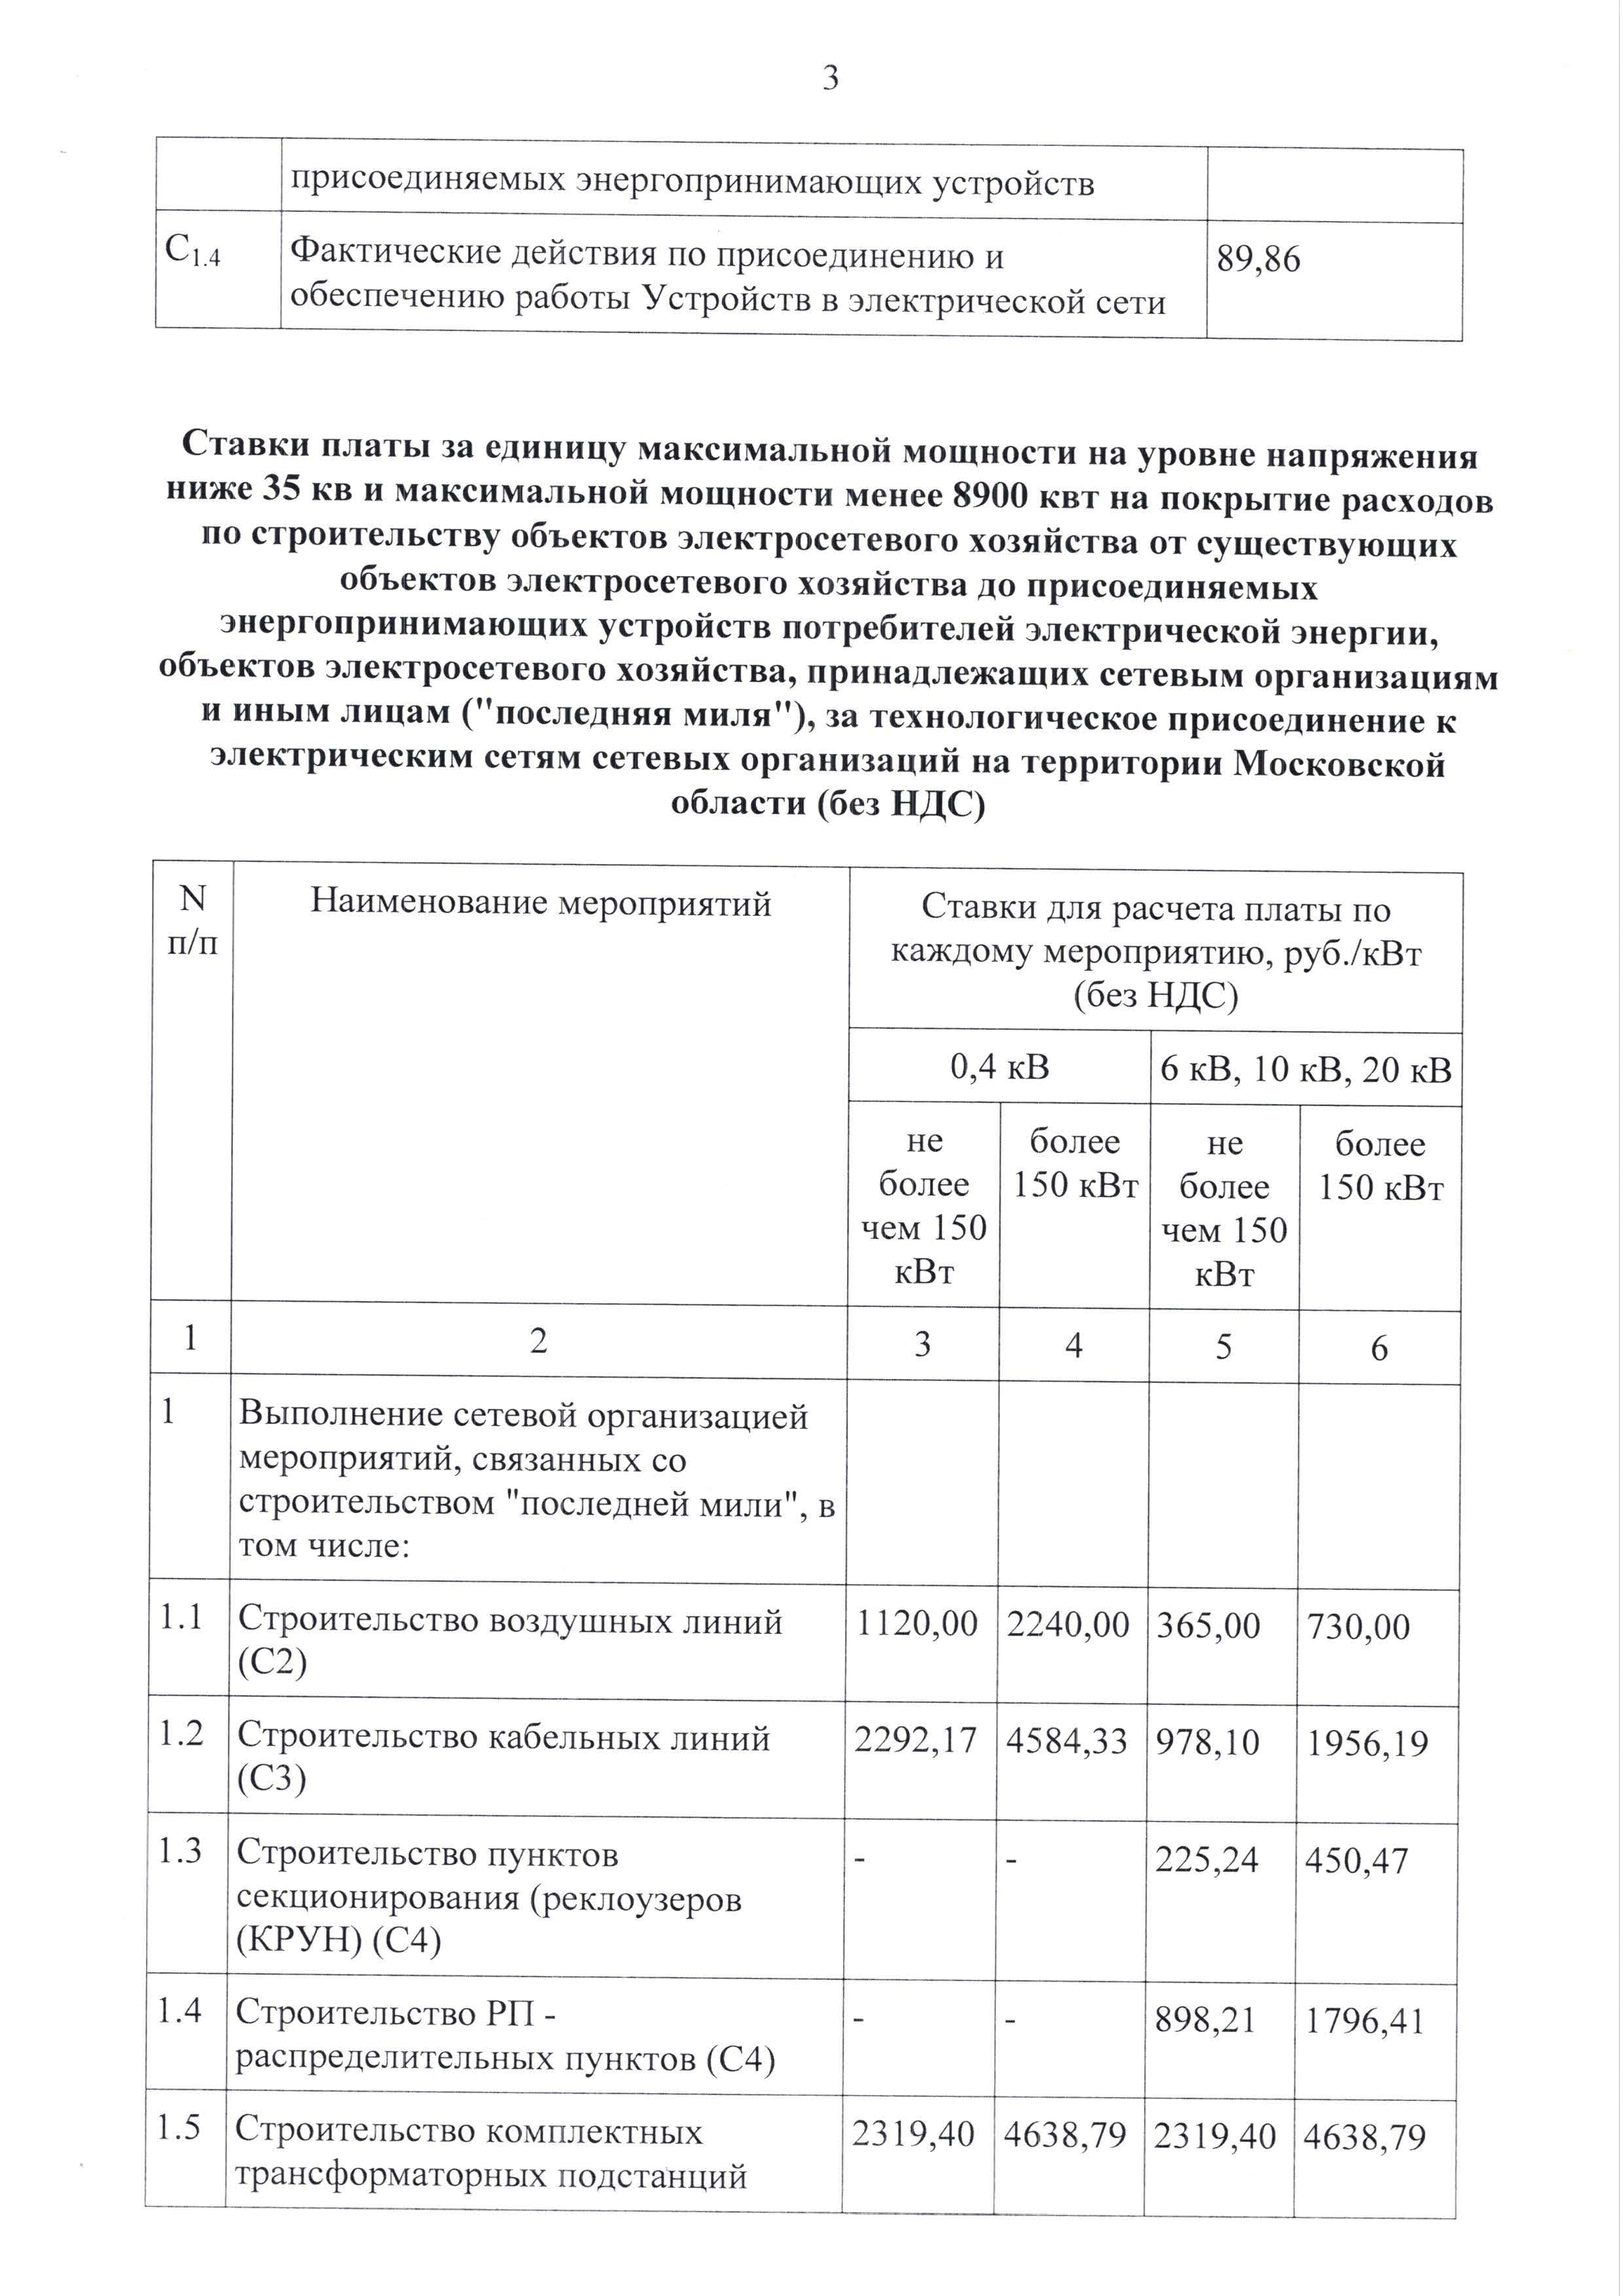 3
присоединяемых энергопринимающих устройств
С1.4 Фактические действия по присоединению и 89,86
обеспечению работы Устройств в электрической сети
Ставки платы за единицу максимальной мощности на уровне напряжения
ниже 35 кв и максимальной мощности менее 8900 квт на покрытие расходов
по строительству объектов электросетевого хозяйства от существующих
объектов электросетевого хозяйства до присоединяемых
энергопринимающих устройств потребителей электрической энергии,
объектов электросетевого хозяйства, принадлежащих сетевым организациям
и иным лицам ("последняя миля"), за технологическое присоединение к
электрическим сетям сетевых организаций на территории Московской
области (без НДС)
N
п/п
Наименование мероприятий
Ставки для расчета платы по
каждому мероприятию, руб./кВт
(без НДС)
0,4 кВ 6 кВ, 10 кВ, 20 кВ
не
более
чем 150
кВт
более
150 кВт
не
более
чем 150
кВт
более
150 кВт
1 2 3 4 5 6
1 Выполнение сетевой организацией
мероприятий, связанных со
строительством "последней мили", в
том числе:
1.1 Строительство воздушных линий 1120,00 2240,00 365,00 730,00
(С2)
1.2 Строительство кабельных линий 2292,17 4584,33 978,10 1956,19
(С3)
1.3 Строительство пунктов - - 225,24 450,47
секционирования (реклоузеров
(КРУН) (С4)
1.4 Строительство РП - - - 898,21 1796,41
распределительных пунктов (С4)
1.5 Строительство комплектных 2319,40 4638,79 2319,40 4638,79
трансформаторных подстанций